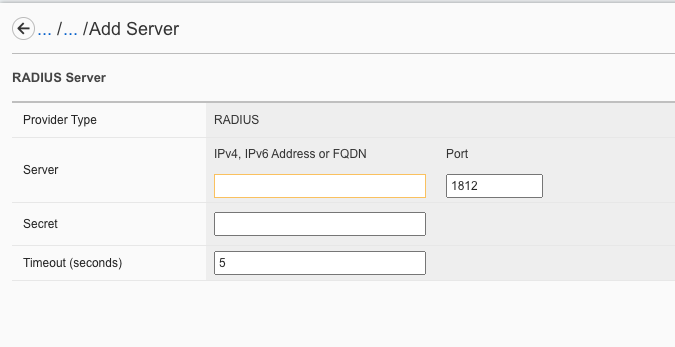 ... /... /Add Server
RADIUS Server
Provider Type RADIUS
IPv4, IPv6 Address or FQDN Port
Server
1812
Secret
Timeout (seconds) 5